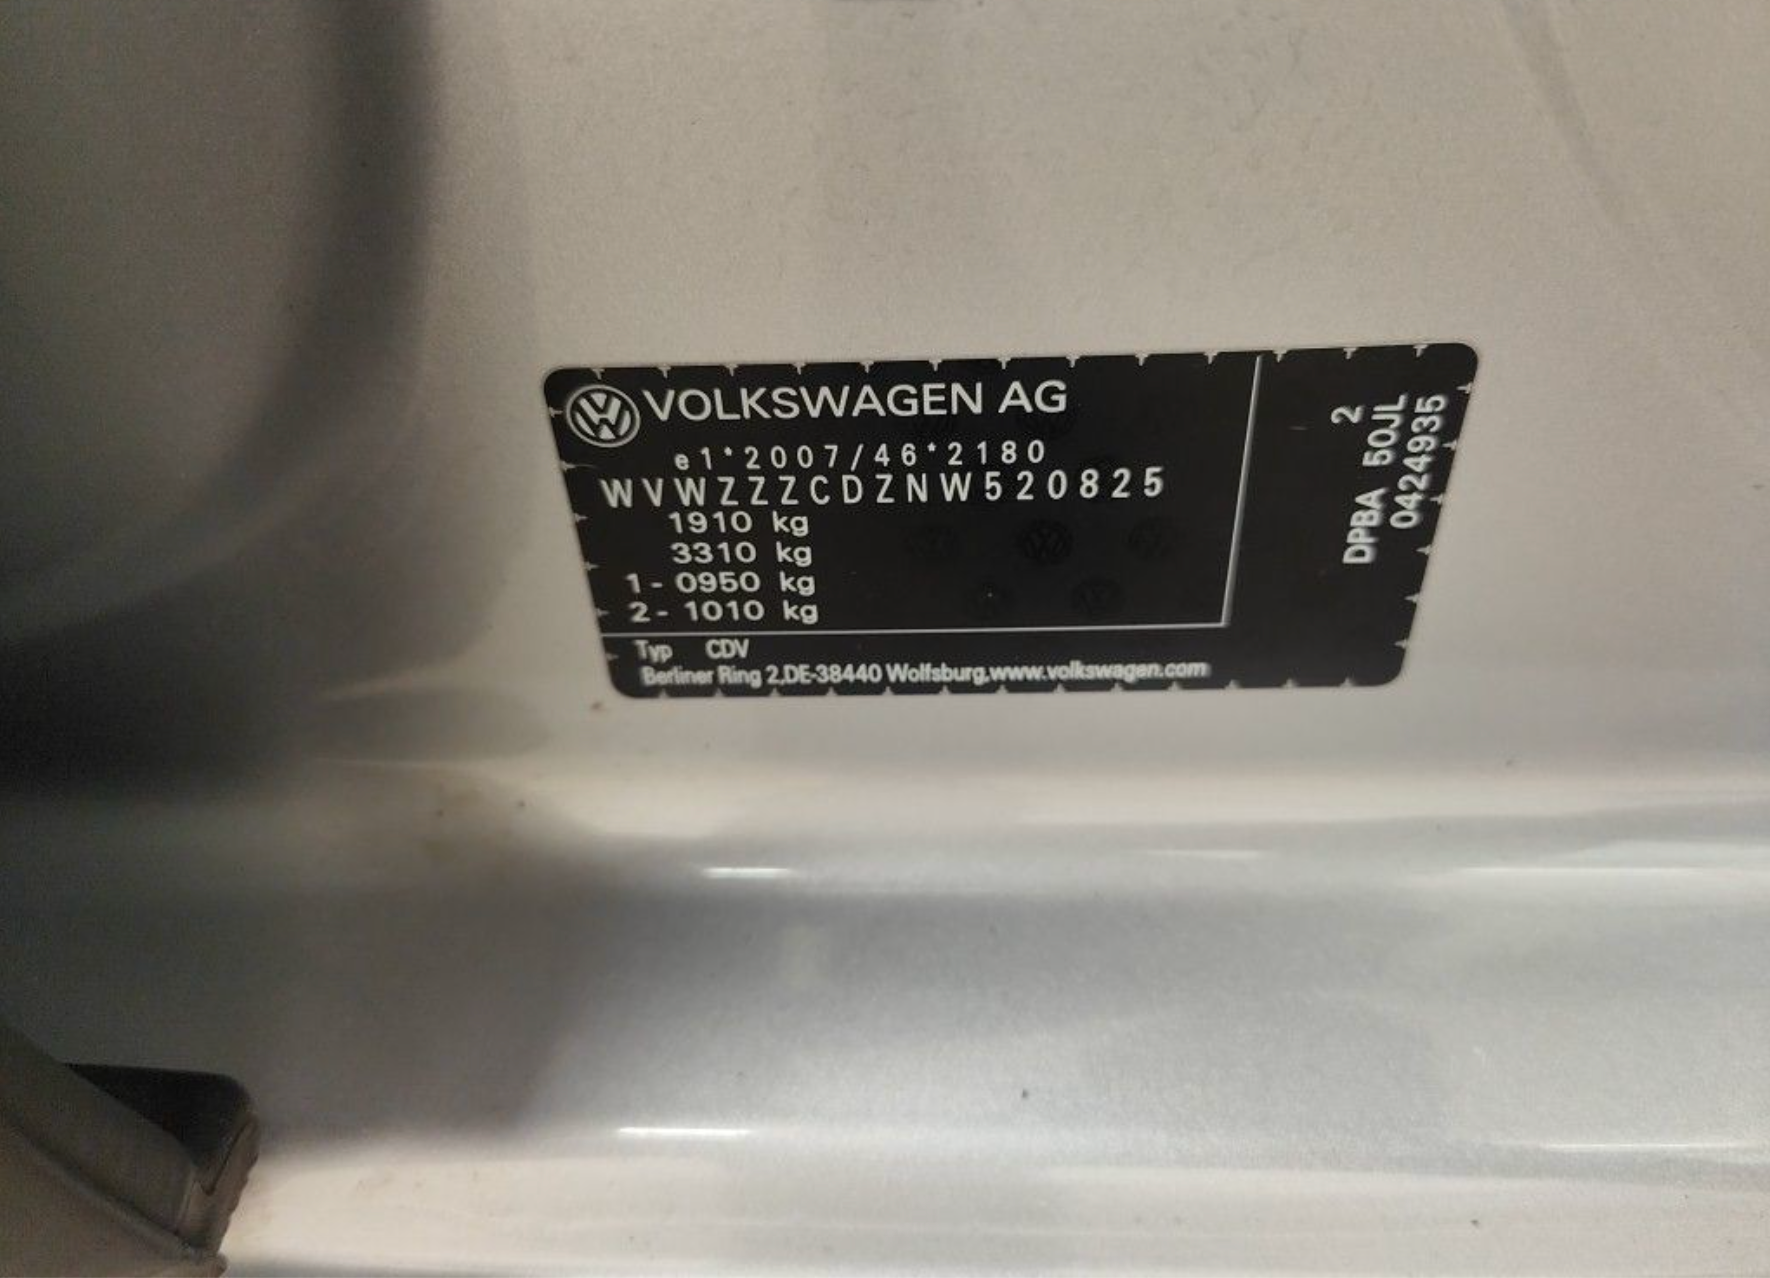 VOLKSWAGEN AG
e1*2007/46*2180
WVWZZZCDZNW520825
1910 kg
3310 kg
1- 0950 kg
2- 1010 kg
Typ CDV
Berliner Ring 2,DE-38440 Wolfsburg,www.volkswagen.com
2
DPBA 50JL
0424935